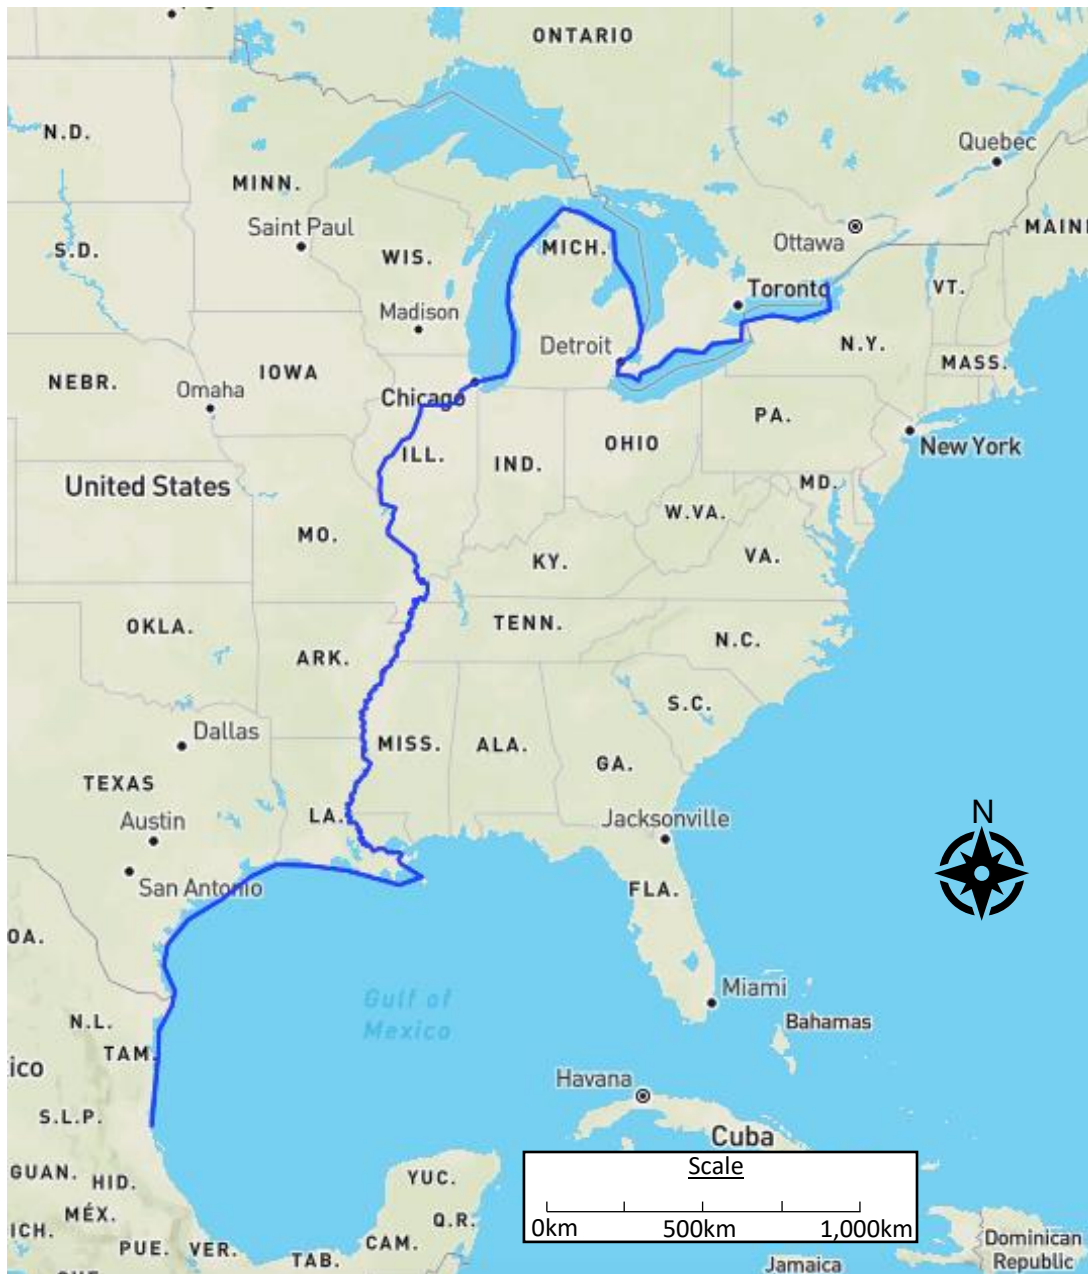 ONTARIO
N.D.
Quebec
MINN.
Saint Paul
Ottawa
MAIN
S.D.
WIS.
MICH.
Toronto
VT.
Madison
Detroit
N.Y.
MASS.
NEBR.
Omaha
IOWA
Chicago
PA.
New York
ILL.
IND.
OHIO
United States
MD.
W.VA.
MO.
KY.
VA.
OKLA.
TENN.
N.C.
ARK.
S.C.
Dallas
MISS.
ALA.
GA.
TEXAS
N
Austin
LA.
Jacksonville
San Antonio
FLA.
OA.
Gulf of
Mexico
Miami
N.L.
Bahamas
TAM.
ico
Havana
S.L.P.
Cuba
Scale
GUAN.
HID.
YUC.
MÉX.
Q.R.
0km 500km 1,000km
ICH.
PUE.
VER.
CAM.
TAB.
Dominican
Republic
Jamaica